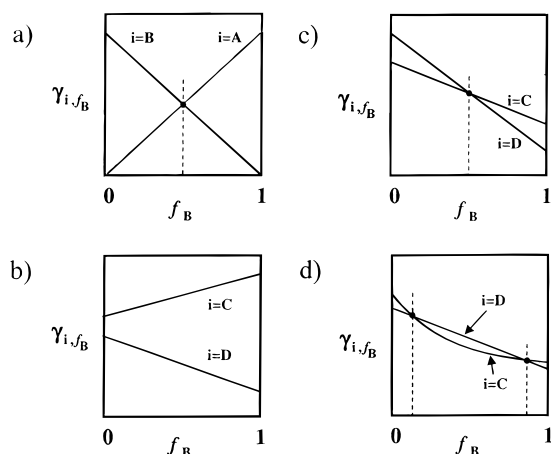 a)
i=B
i=A
γi,fB
0
1
fB
c)
i=C
i=D
γi,fB
0
1
fB
b)
i=C
i=D
γi,fB
0
1
fB
d)
i=D
i=C
γi,fB
0
1
fB